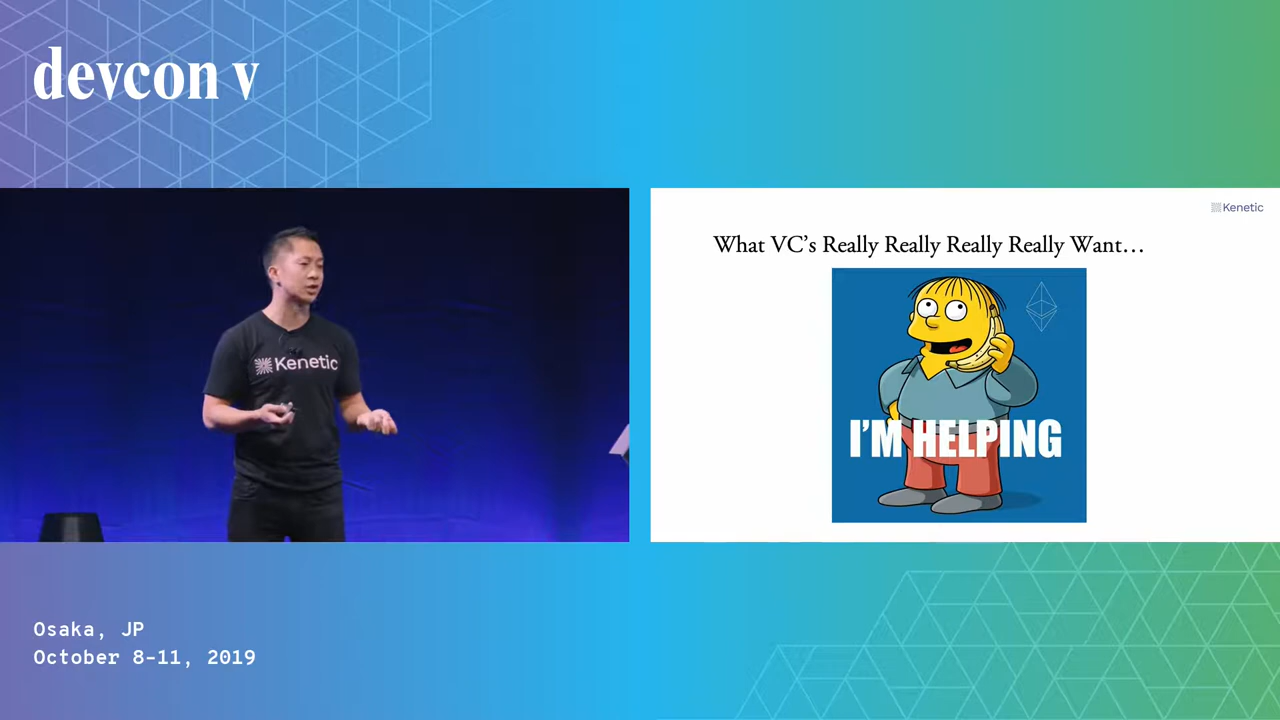 devcon v
Kenetic
What VC's Really Really Really Really Want…
Kenetic
I'M HELPING
Osaka, JP
October 8-11, 2019